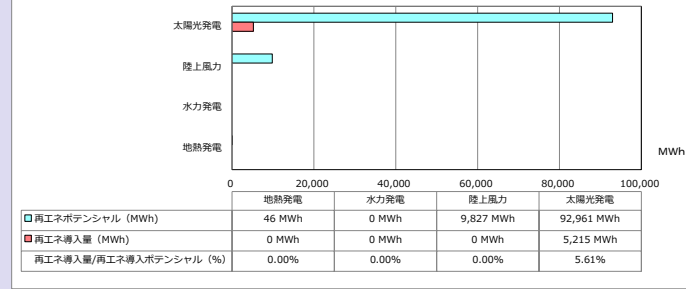 太陽光発電
陸上風力
水力発電
地熱発電
MWh
0 20,000 40,000 60,000 80,000 100,000
地熱発電 水力発電 陸上風力 太陽光発電
再エネポテンシャル（MWh） 46 MWh 0 MWh 9,827 MWh 92,961 MWh
再エネ導入量（MWh） 0 MWh 0 MWh 0 MWh 5,215 MWh
再エネ導入量/再エネ導入ポテンシャル（%） 0.00% 0.00% 0.00% 5.61%